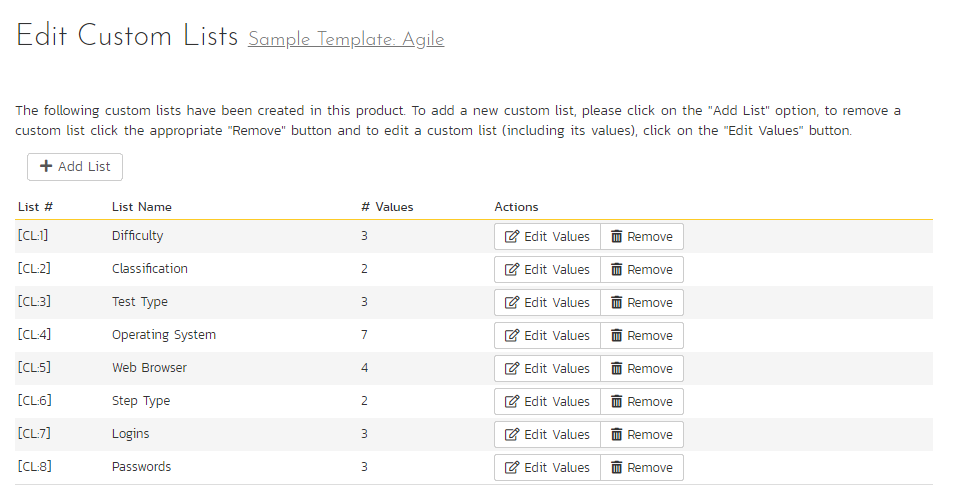 Edit Custom Lists Sample Template: Agile
The following custom lists have been created in this product. To add a new custom list, please click on the "Add List" option, to remove a
custom list click the appropriate "Remove" button and to edit a custom list (including its values), click on the "Edit Values" button.
Add List
List # List Name # Values Actions
[CL:1] Difficulty 3 Edit Values Remove
[CL:2] Classification 2 Edit Values Remove
[CL:3] Test Type 3 Edit Values Remove
[CL:4] Operating System 7 Edit Values Remove
[CL:5] Web Browser 4 Edit Values Remove
[CL:6] Step Type 2 Edit Values Remove
[CL:7] Logins 3 Edit Values Remove
[CL:8] Passwords 3 Edit Values Remove